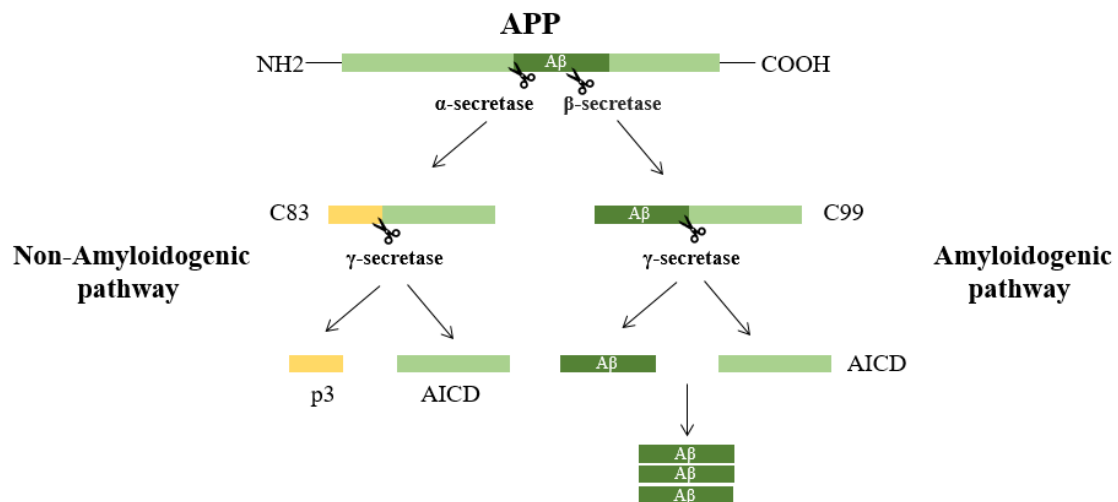 APP
NH2
Aβ
COOH
α-secretase
β-secretase
C83
Aβ
C99
Non-Amyloidogenic
pathway
γ-secretase
γ-secretase
Amyloidogenic
pathway
Aβ
AICD
p3
AICD
Aβ
Aβ
Aβ